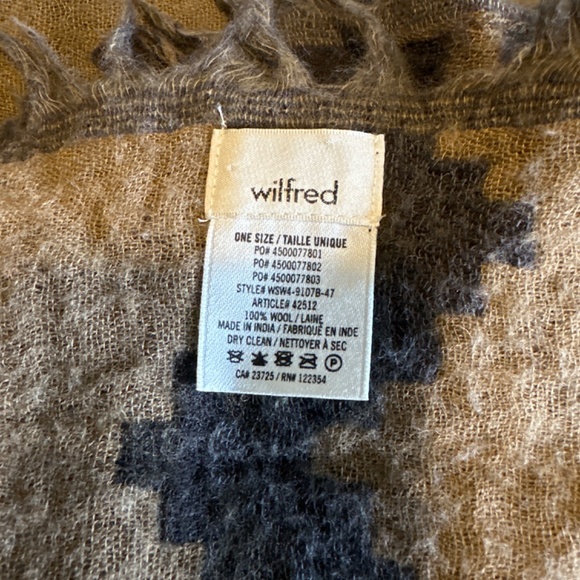 wilfred
ONE SIZE / TAILLE UNIQUE
PO# 4500077801
PO# 4500077802
PO# 4500077803
STYLE# WSW4-9107B-47
ARTICLE# 42512
100% WOOL / LAINE
MADE IN INDIA / FABRIQUÉ EN INDE
DRY CLEAN / NETTOYER À SEC
P
CA# 23725 / RN# 122354